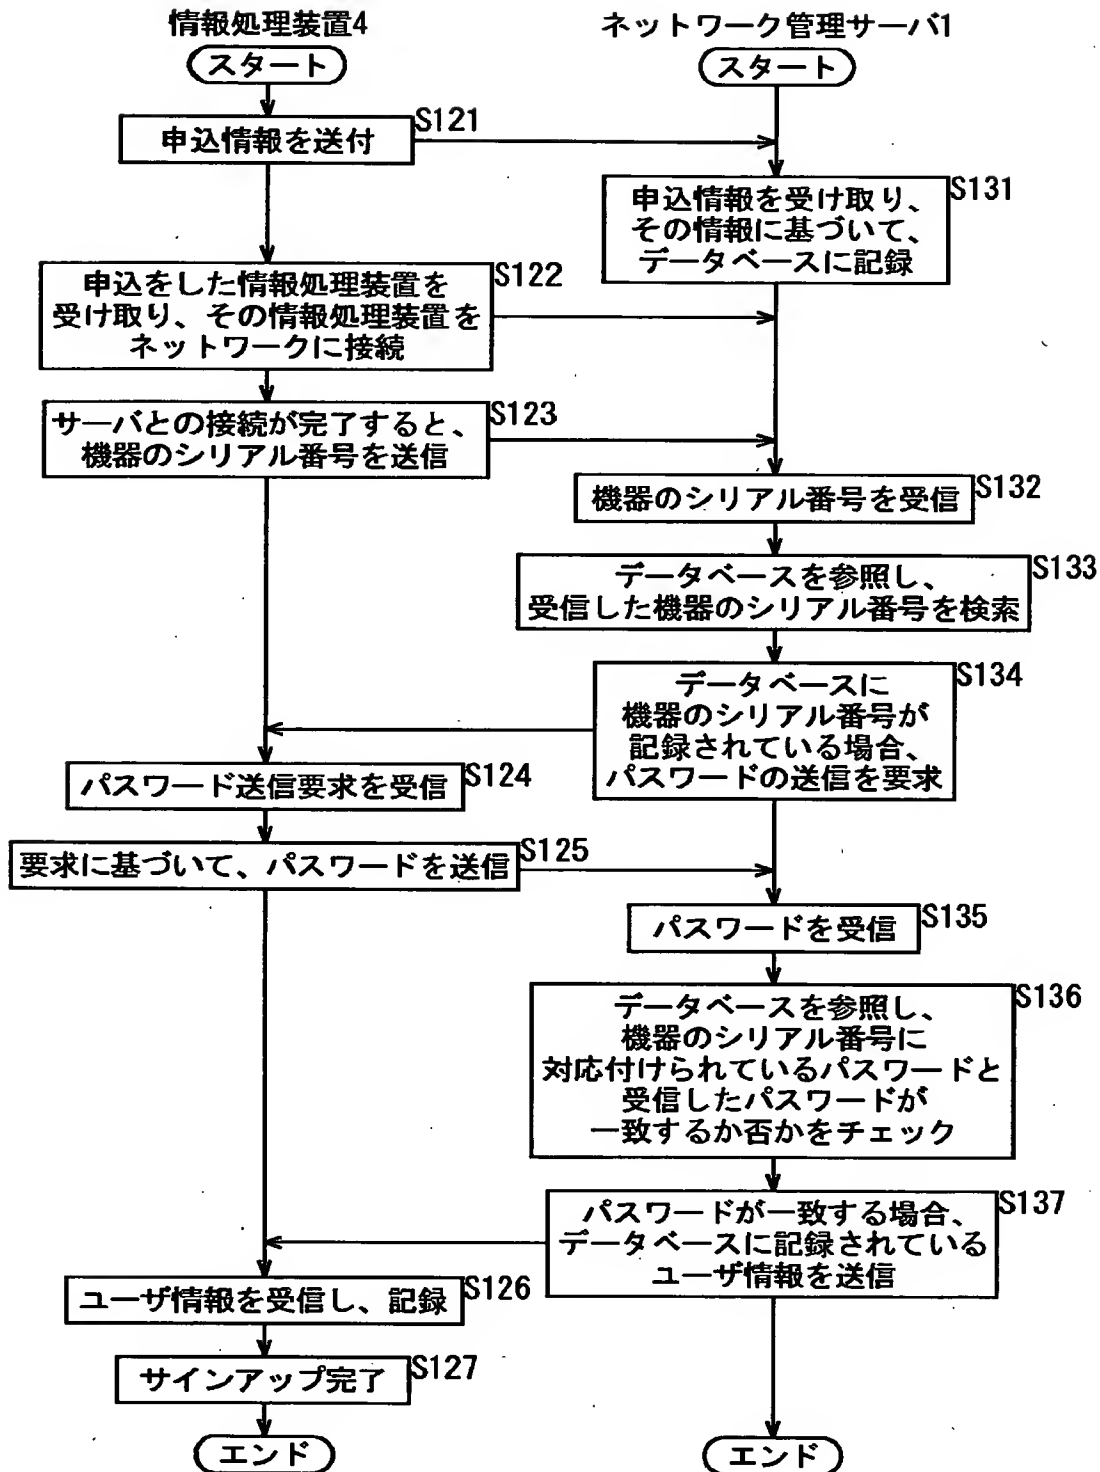 情報処理装置4
ネットワーク管理サーバ1
スタート
スタート
申込情報を送付
S121
申込情報を受け取り、
その情報に基づいて、
データベースに記録
S131
申込をした情報処理装置を
受け取り、その情報処理装置を
ネットワークに接続
S122
サーバとの接続が完了すると、
機器のシリアル番号を送信
S123
機器のシリアル番号を受信
S132
データベースを参照し、
受信した機器のシリアル番号を検索
S133
データベースに
機器のシリアル番号が
記録されている場合、
パスワードの送信を要求
S134
パスワード送信要求を受信
S124
要求に基づいて、パスワードを送信
S125
パスワードを受信
S135
データベースを参照し、
機器のシリアル番号に
対応付けられているパスワードと
受信したパスワードが
一致するか否かをチェック
S136
パスワードが一致する場合、
データベースに記録されている
ユーザ情報を送信
S137
ユーザ情報を受信し、記録
S126
サインアップ完了
S127
エンド
エンド